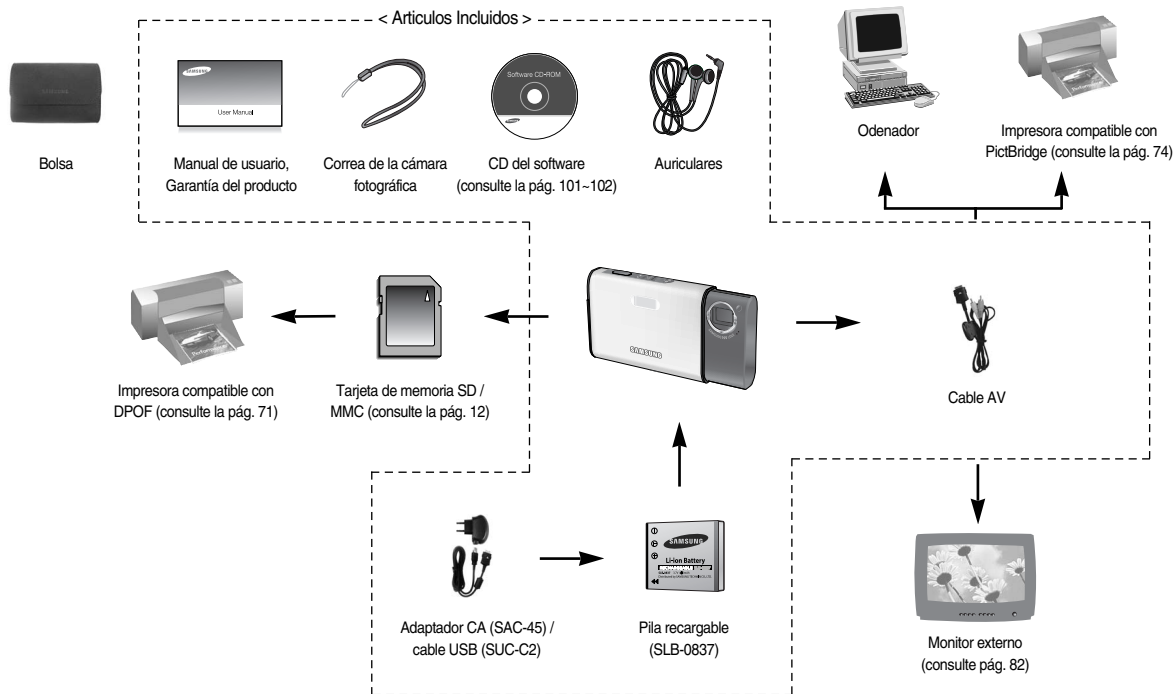 < Articulos Incluidos >
SAMSUNG
User Manual
Software CD-ROM
Bolsa
Manual de usuario,
Garantía del producto
Correea de la cámara
fotográfica
CD del software
(consulte la pág. 101~102)
Auriculares
Odenador
Impresora compatible con
PictBridge (consulte la pág. 74)
SAMSUNG
Impresora compatible con
DPOF (consulte la pág. 71)
Tarjeta de memoria SD /
MMC (consulte la pág. 12)
Cable AV
SAMSUNG
Li-ion Battery
Adaptador CA (SAC-45) /
cable USB (SUC-C2)
Pila recargable
(SLB-0837)
Monitor externo
(consulte pág. 82)